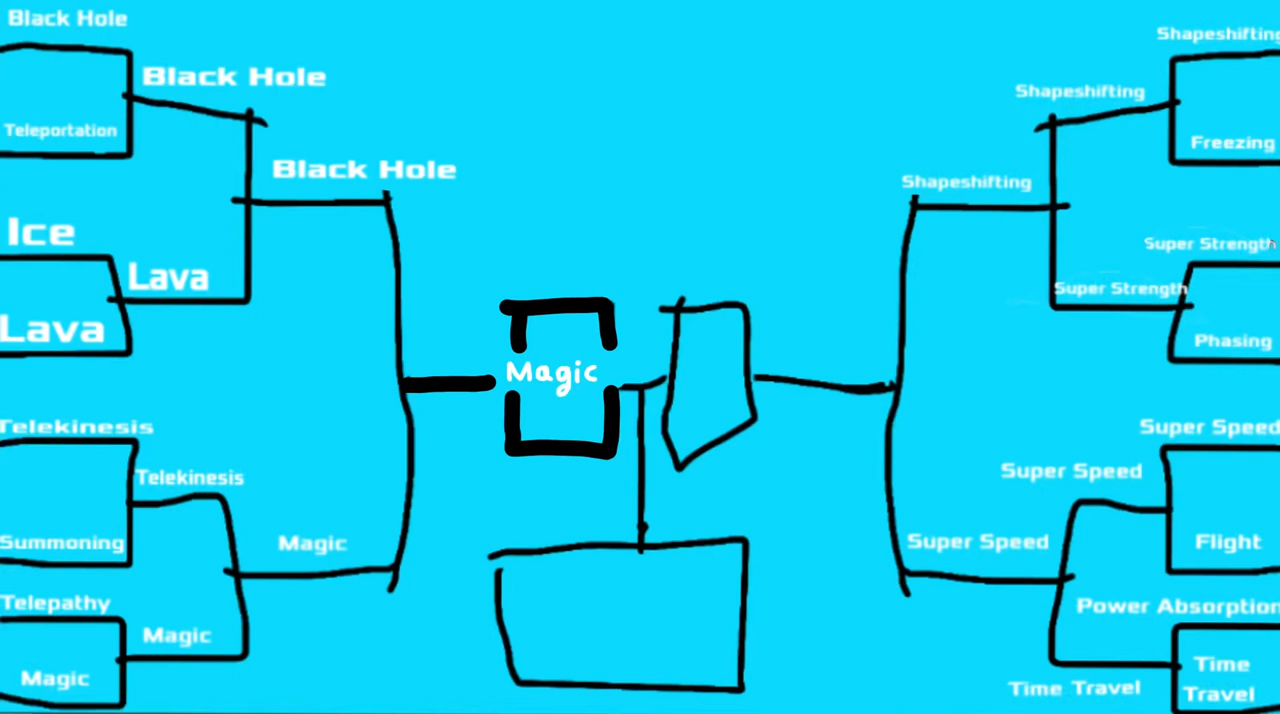 Black Hole
Black Hole
Teleportation
Black Hole
Ice
Lava
Lava
Telekinesis
Telekinesis
Summoning
Magic
Telepathy
Magic
Magic
Magic
Shapeshifting
Shapeshifting
Freezing
Shapeshifting
Super Strength
Super Strength
Phasing
Super Speed
Super Speed
Flight
Super Speed
Power Absorption
Time
Travel
Time Travel